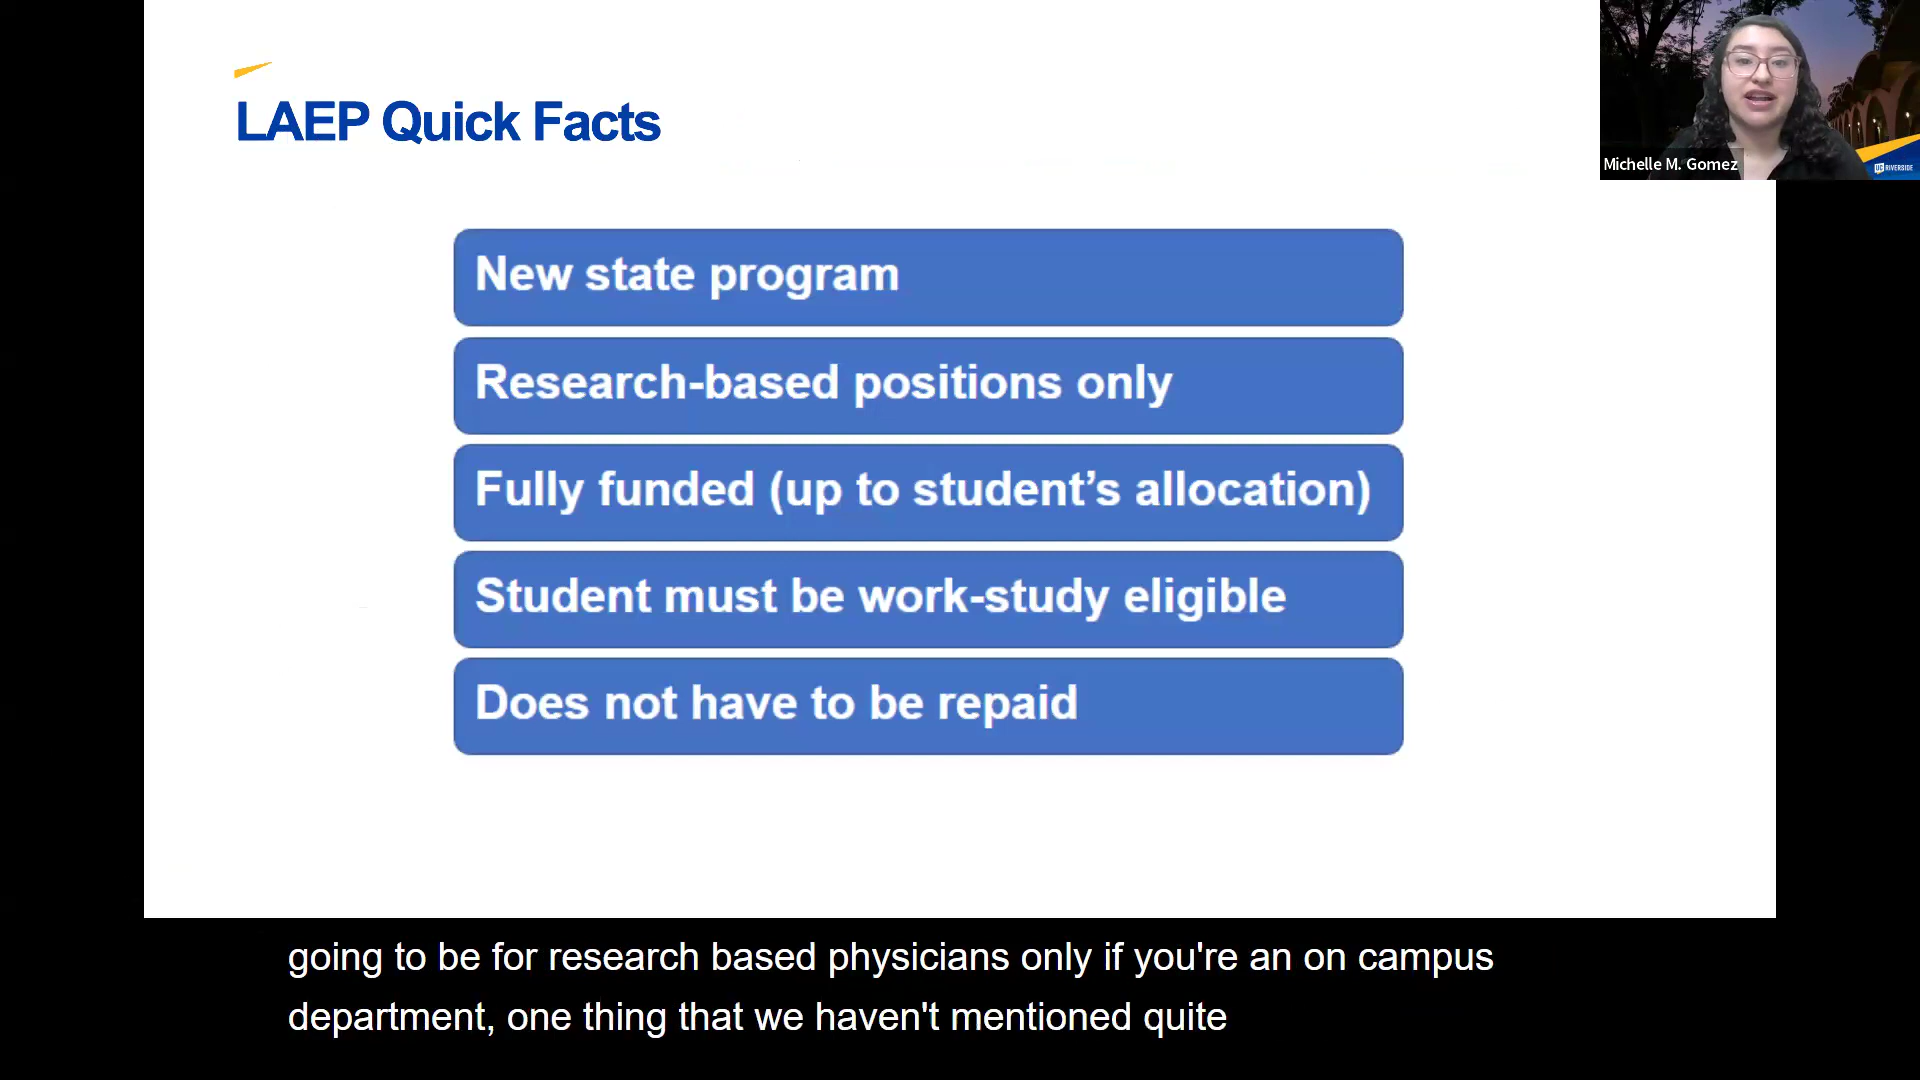 LAEP Quick Facts
New state program
Research-based positions only
Fully funded (up to student’s allocation)
Student must be work-study eligible
Does not have to be repaid
Michelle M. Gomez
UC RIVERSIDE
going to be for research based physicians only if you're an on campus
department, one thing that we haven't mentioned quite